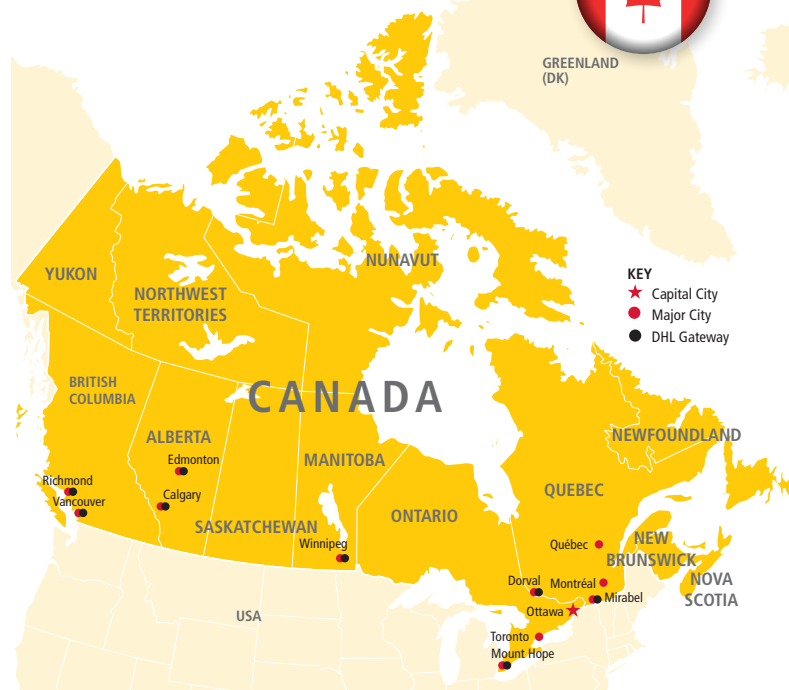 GREENLAND
(DK)
NUNAVUT
YUKON
NORTHWEST
TERRITORIES
KEY
Capital City
Major City
DHL Gateway
BRITISH
COLUMBIA
CANADA
ALBERTA
Edmonton
MANITOBA
NEWFOUNDLAND
Richmond
Vancouver
Calgary
SASKATCHEWAN
Winnipeg
ONTARIO
QUEBEC
Québec
NEW
BRUNSWICK
NOVA
SCOTIA
Dorval
Montréal
Mirabel
Ottawa
Toronto
Mount Hope
USA